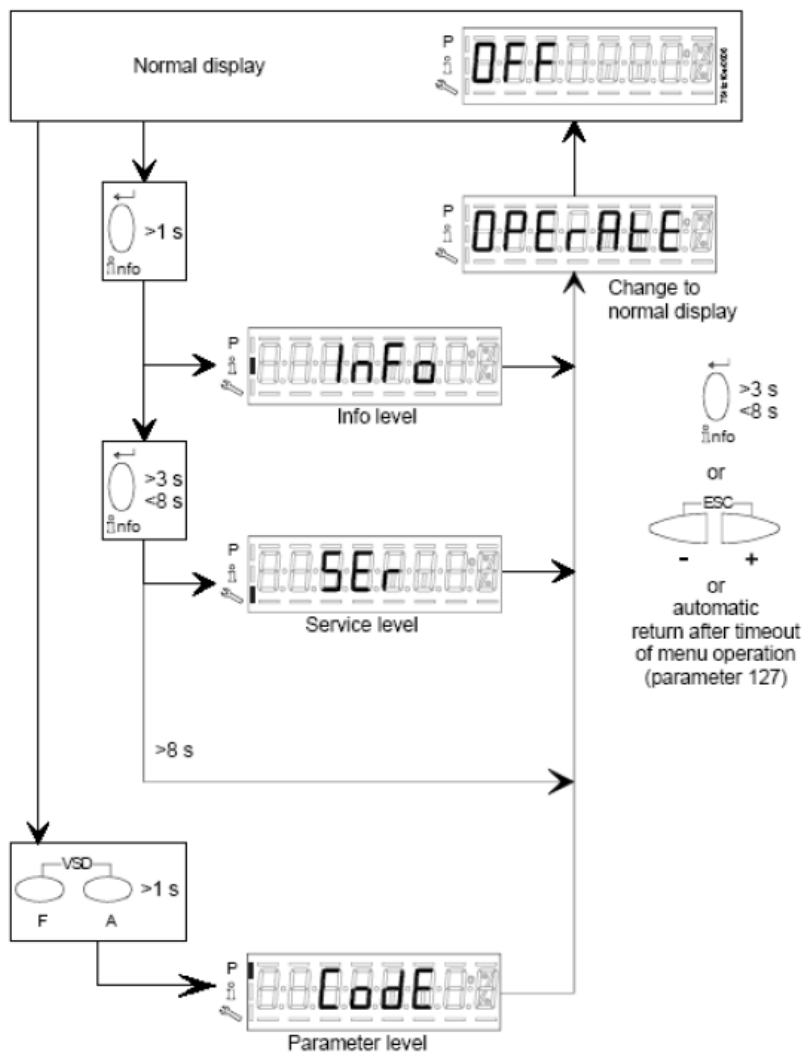 Normal display
P
OFF
>1 s
info
P
OPErAtE
Change to
normal display
P
InFo
Info level
>3 s
<8 s
info
>3 s
<8 s
info
or
ESC
- +
or
automatic
return after timeout
of menu operation
(parameter 127)
P
SEr
Service level
>8 s
VSD
>1 s
F A
P
CodE
Parameter level